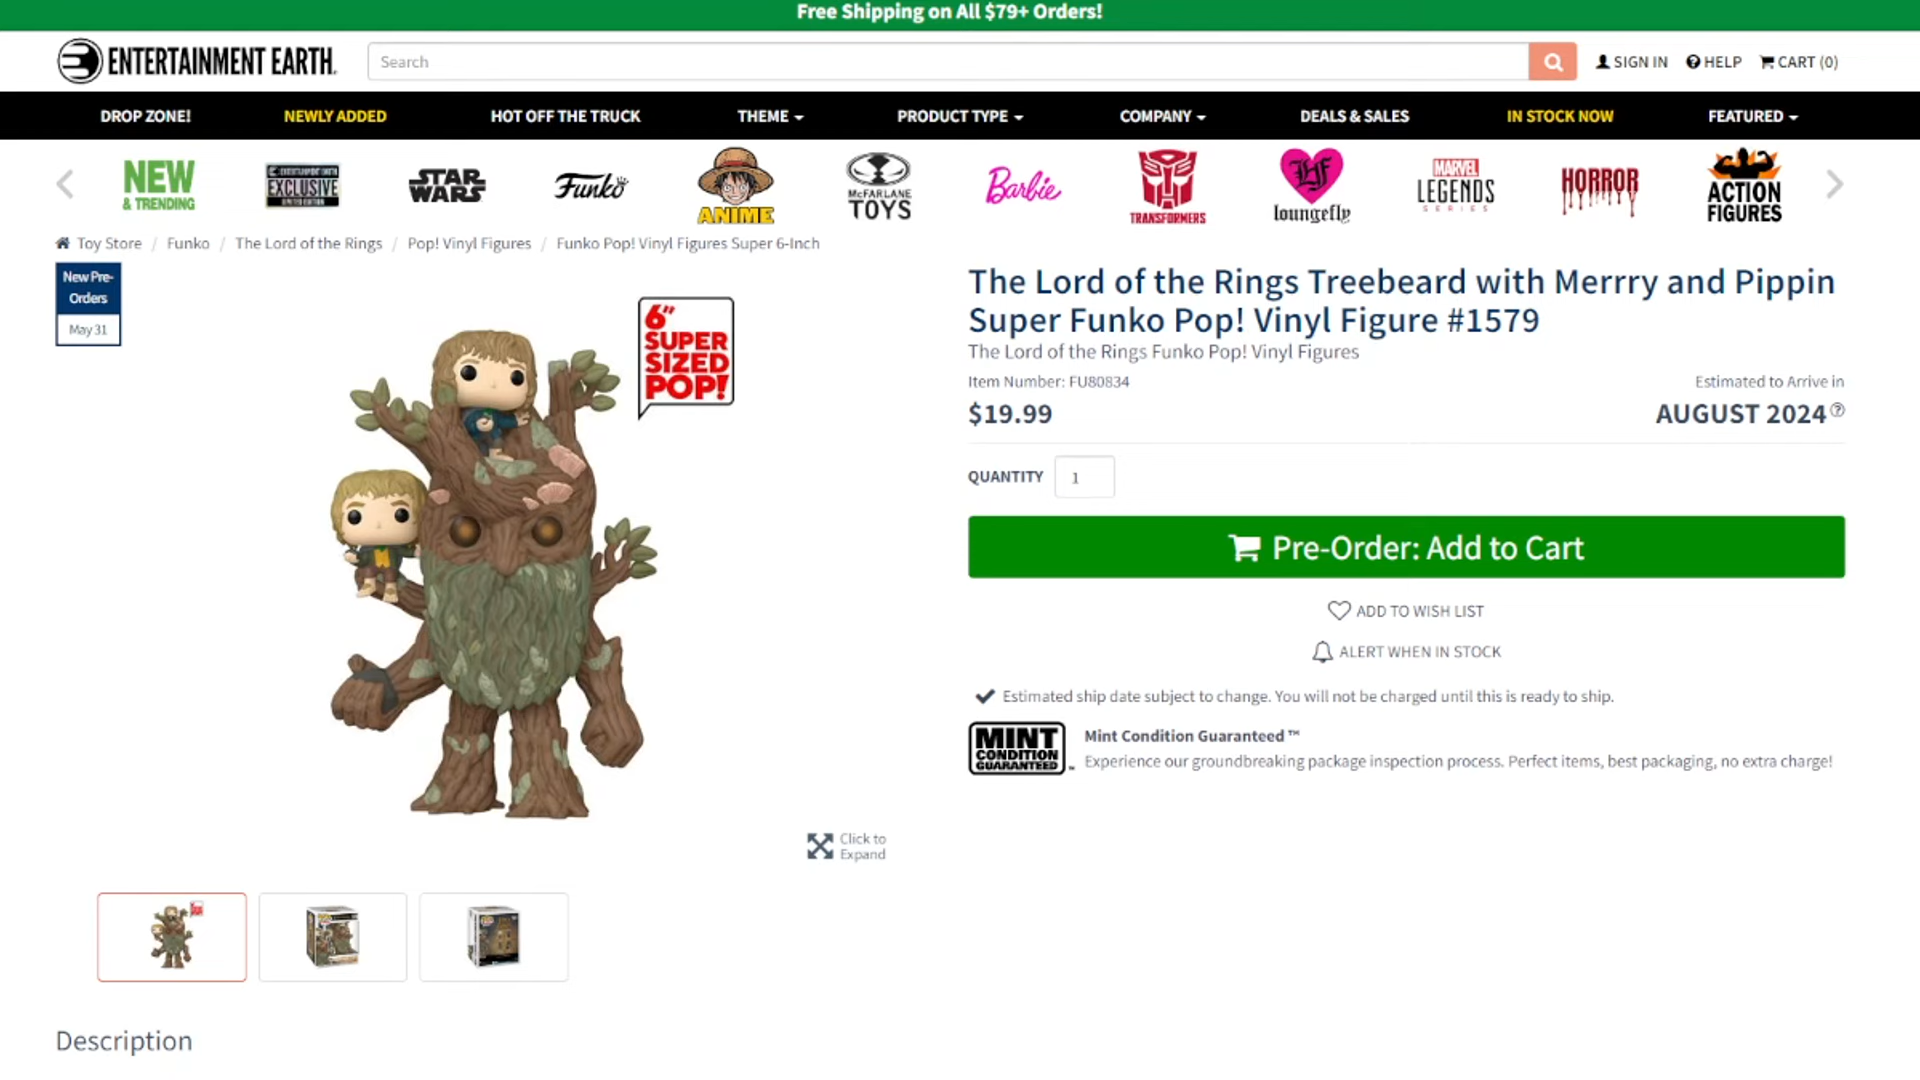 Free Shipping on All $79+ Orders!
ENTERTAINMENT EARTH
Search
SIGN IN
HELP
CART (0)
DROP ZONE!
NEWLY ADDED
HOT OFF THE TRUCK
THEME
PRODUCT TYPE
COMPANY
DEALS & SALES
IN STOCK NOW
FEATURED
NEW
& TRENDING
ENTERTAINMENT EARTH
EXCLUSIVE
LIMITED EDITION
STAR
WARS
Funko
ANIME
McFARLANE
TOYS
Barbie
TRANSFORMERS
LF
loungefly
MARVEL
LEGENDS
SERIES
HORROR
ACTION
FIGURES
Toy Store / Funko / The Lord of the Rings / Pop! Vinyl Figures / Funko Pop! Vinyl Figures Super 6-Inch
New Pre-
Orders
May 31
6"
SUPER
SIZED
POP!
The Lord of the Rings Treebeard with Merrry and Pippin
Super Funko Pop! Vinyl Figure #1579
The Lord of the Rings Funko Pop! Vinyl Figures
Item Number: FU80834
Estimated to Arrive in
$19.99
AUGUST 2024
QUANTITY 1
Pre-Order: Add to Cart
ADD TO WISH LIST
ALERT WHEN IN STOCK
Estimated ship date subject to change. You will not be charged until this is ready to ship.
MINT
CONDITION
GUARANTEED
Mint Condition Guaranteed ™
Experience our groundbreaking package inspection process. Perfect items, best packaging, no extra charge!
Click to
Expand
Description